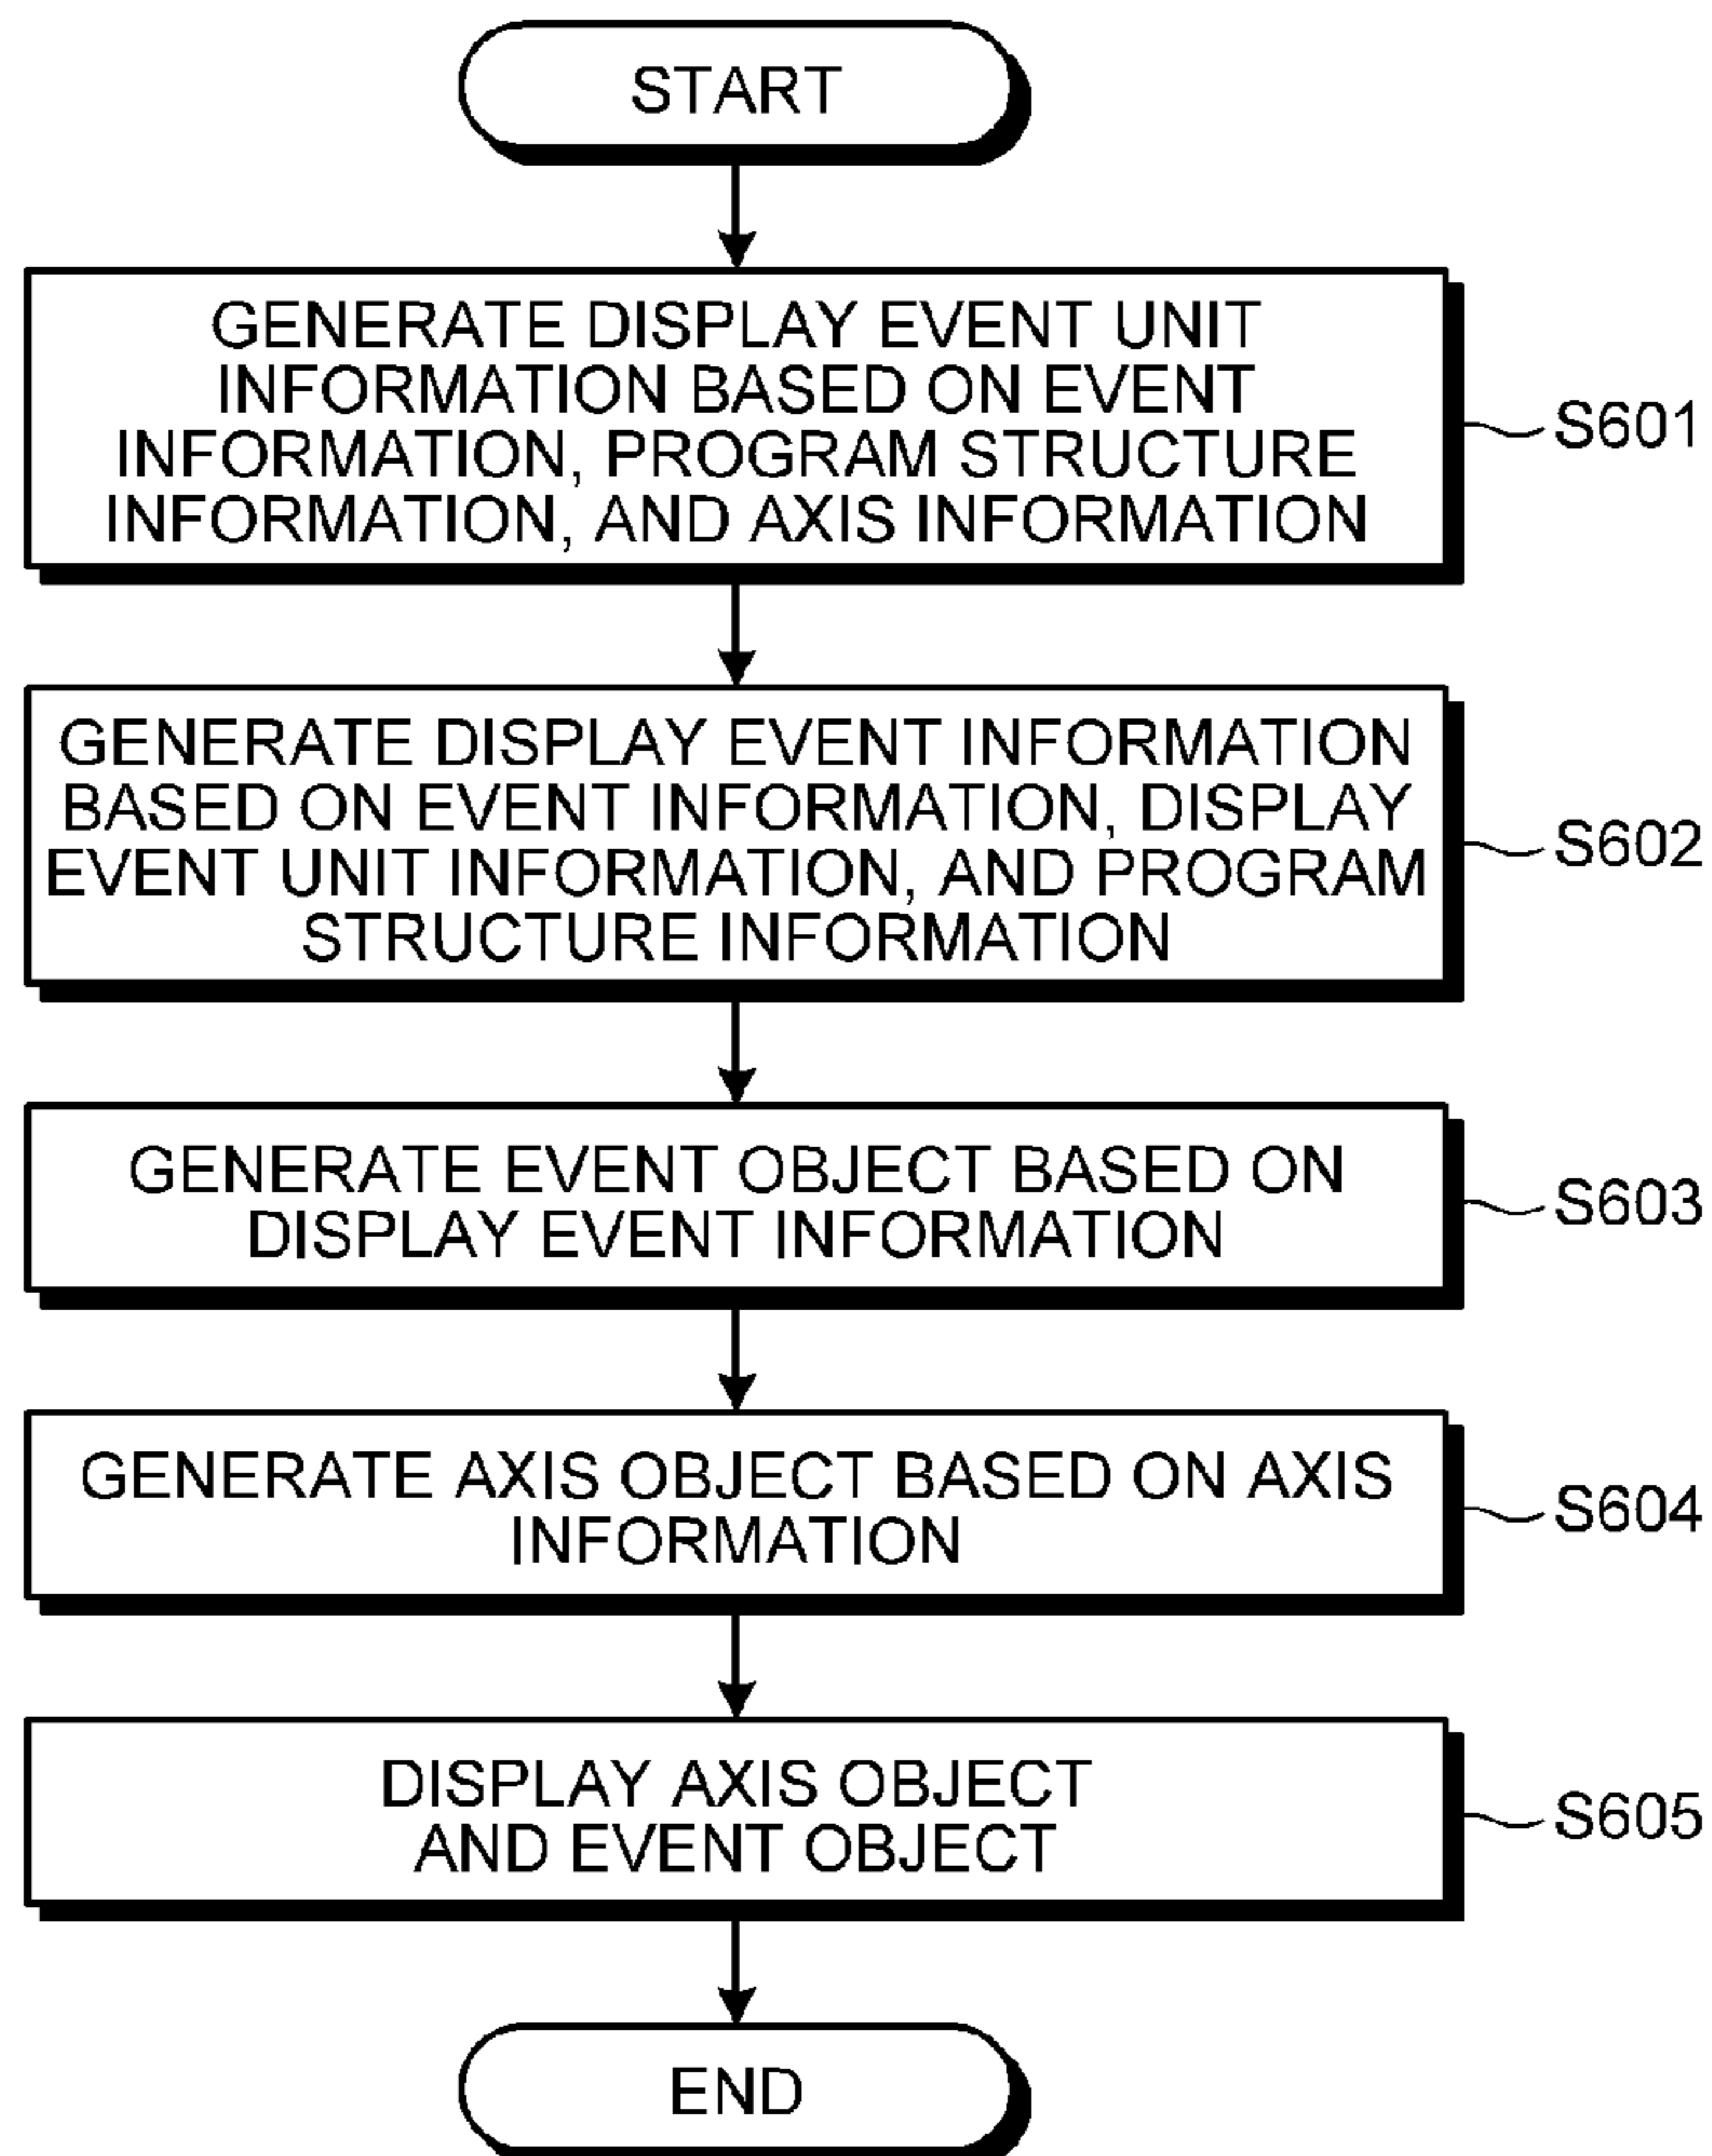 START
GENERATE DISPLAY EVENT UNIT
INFORMATION BASED ON EVENT
INFORMATION, PROGRAM STRUCTURE
INFORMATION, AND AXIS INFORMATION
S601
GENERATE DISPLAY EVENT INFORMATION
BASED ON EVENT INFORMATION, DISPLAY
EVENT UNIT INFORMATION, AND PROGRAM
STRUCTURE INFORMATION
S602
GENERATE EVENT OBJECT BASED ON
DISPLAY EVENT INFORMATION
S603
GENERATE AXIS OBJECT BASED ON AXIS
INFORMATION
S604
DISPLAY AXIS OBJECT
AND EVENT OBJECT
S605
END